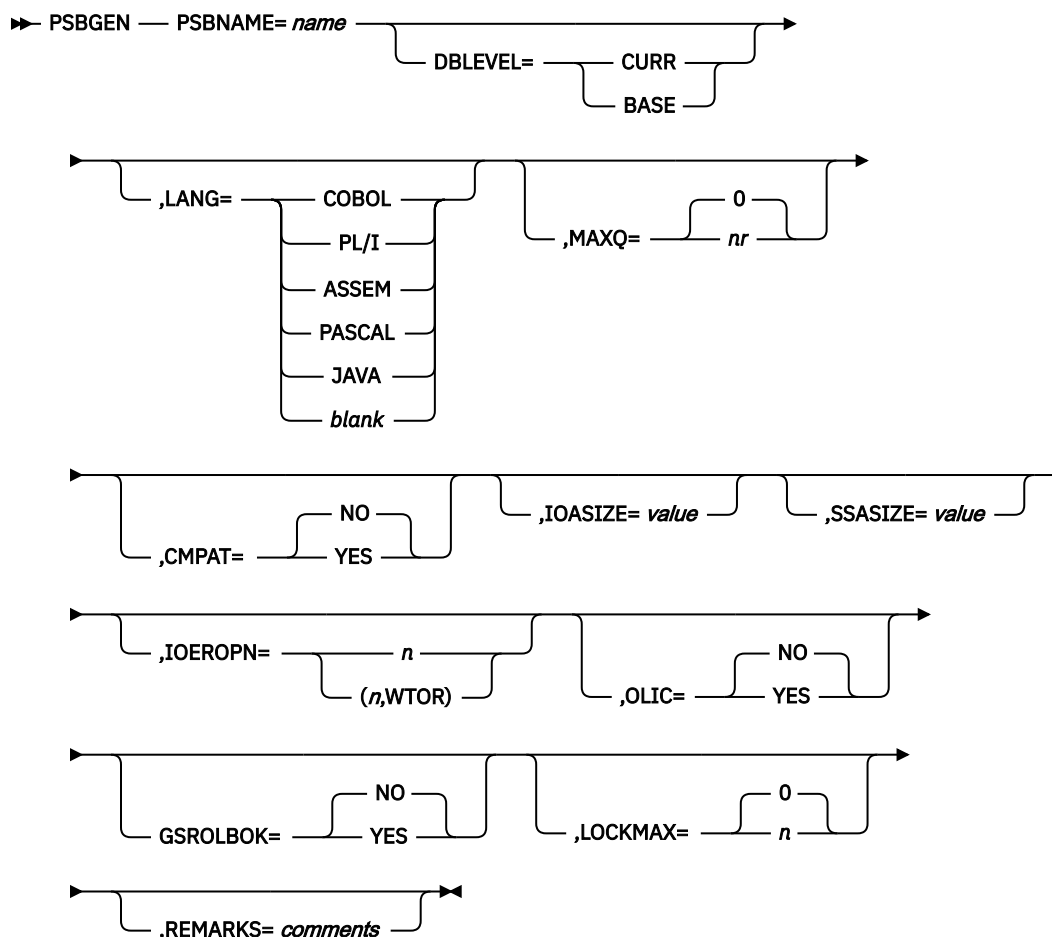 PSBGEN PSBNAME= name
DBLEVEL= CURR
BASE
,LANG= COBOL
PL/I
ASSEM
PASCAL
JAVA
blank
,MAXQ= 0
nr
,CMPAT= NO
YES
,IOASIZE= value
,SSASIZE= value
,IOEROPN= n
(n,WTOR)
,OLIC= NO
YES
GSROLBOK= NO
YES
,LOCKMAX= 0
n
,REMARKS= comments